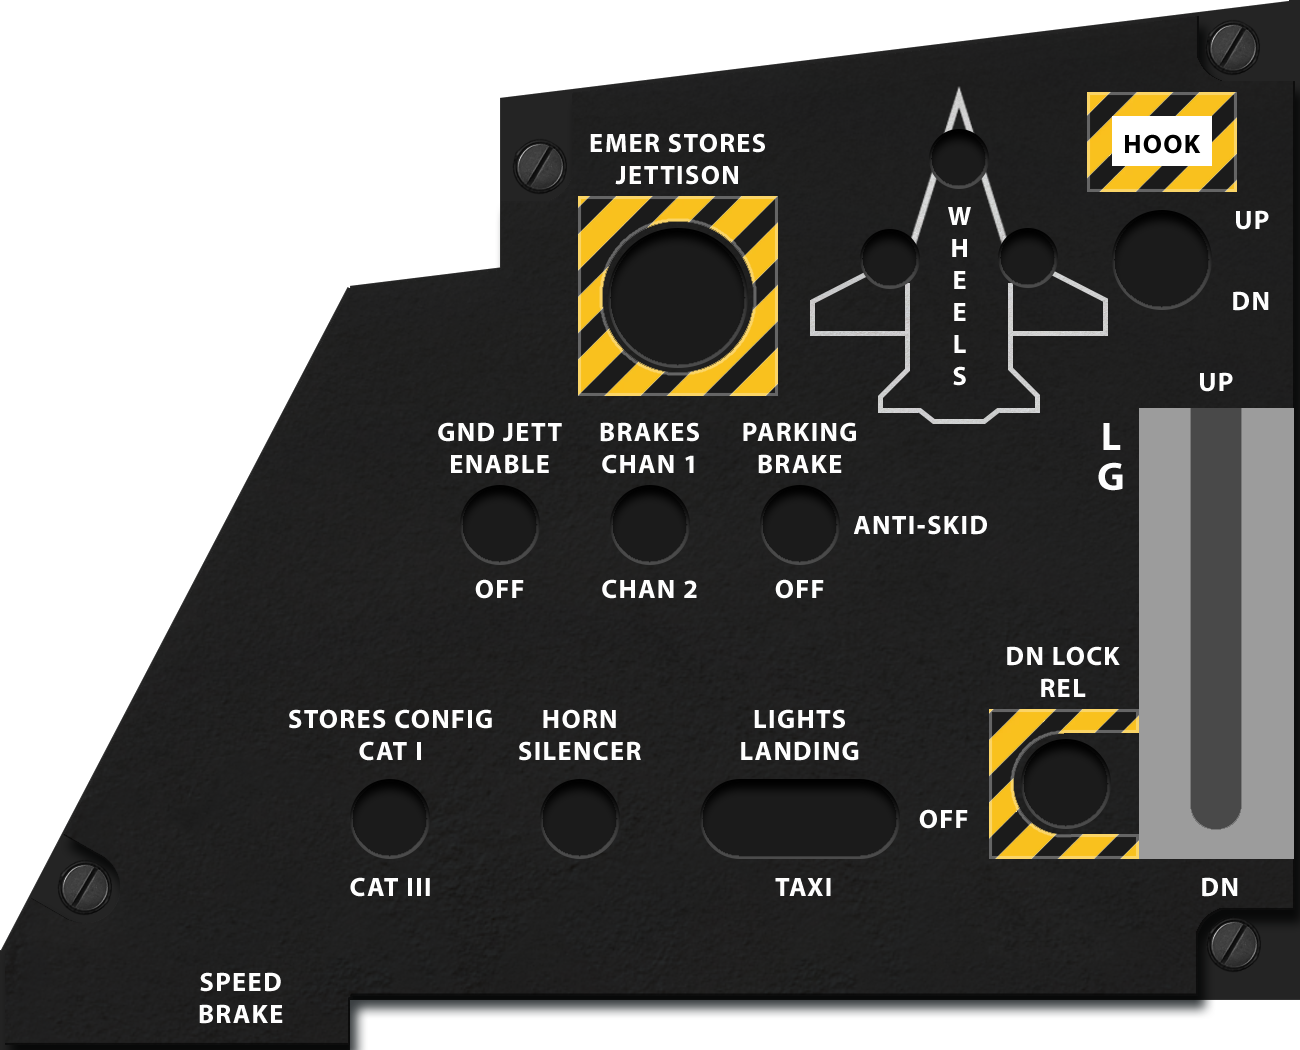 EMER STORES
JETTISON
HOOK
UP
DN
WHEELS
UP
L
G
GND JETT
ENABLE
OFF
BRAKES
CHAN 1
CHAN 2
PARKING
BRAKE
ANTI-SKID
OFF
DN LOCK
REL
STORES CONFIG
CAT I
CAT III
HORN
SILENCER
LIGHTS
LANDING
OFF
TAXI
DN
SPEED
BRAKE